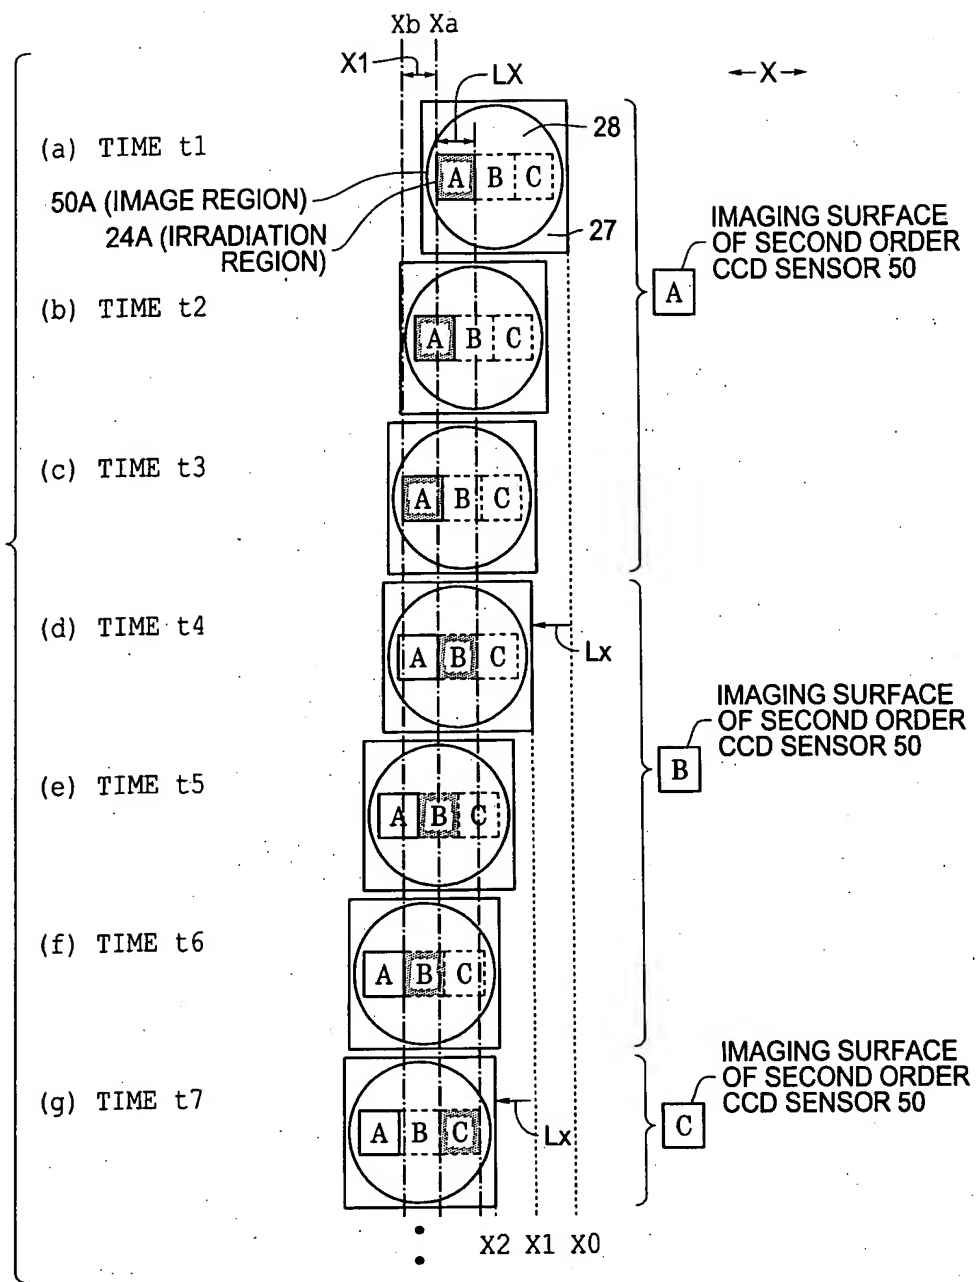 Xb Xa
X1
LX
←X→
(a) TIME t1
28
A B C
50A (IMAGE REGION)
24A (IRRADIATION
REGION)
27
IMAGING SURFACE
OF SECOND ORDER
CCD SENSOR 50
A
(b) TIME t2
A B C
(c) TIME t3
A B C
(d) TIME t4
A B C
Lx
IMAGING SURFACE
OF SECOND ORDER
CCD SENSOR 50
B
(e) TIME t5
A B C
(f) TIME t6
A B C
IMAGING SURFACE
OF SECOND ORDER
CCD SENSOR 50
C
(g) TIME t7
A B C
Lx
X2 X1 X0